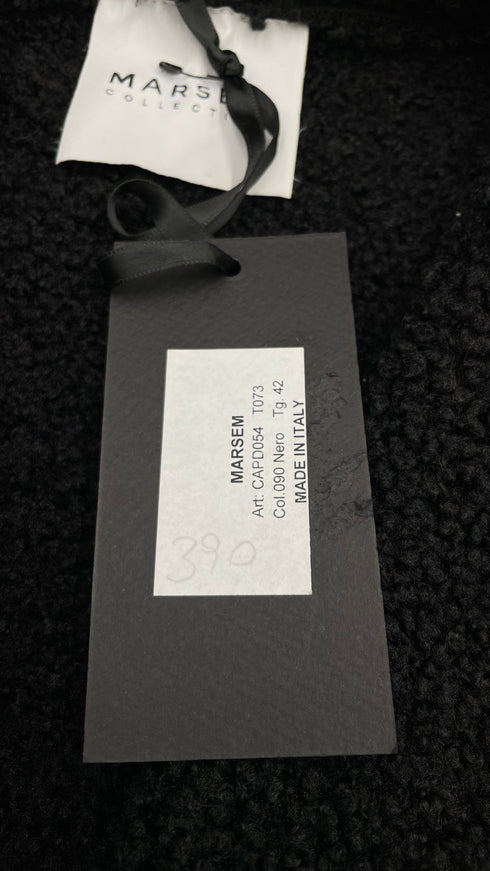 MARSE
COLLECTI
MARSEM
Art: CAPD054 T073
Col.090 Nero Tg. 42
MADE IN ITALY
390